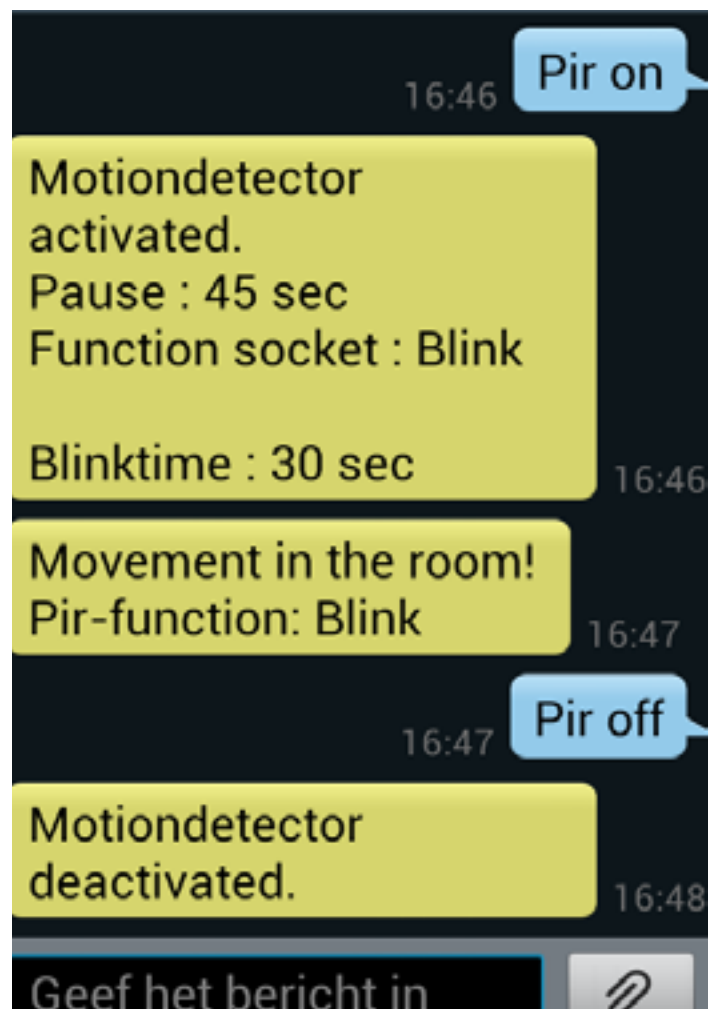 Pir on
16:46
Motiondetector
activated.
Pause : 45 sec
Function socket : Blink
Blinktime : 30 sec
16:46
Movement in the room!
Pir-function: Blink
16:47
Pir off
16:47
Motiondetector
deactivated.
16:48
Geef het bericht in